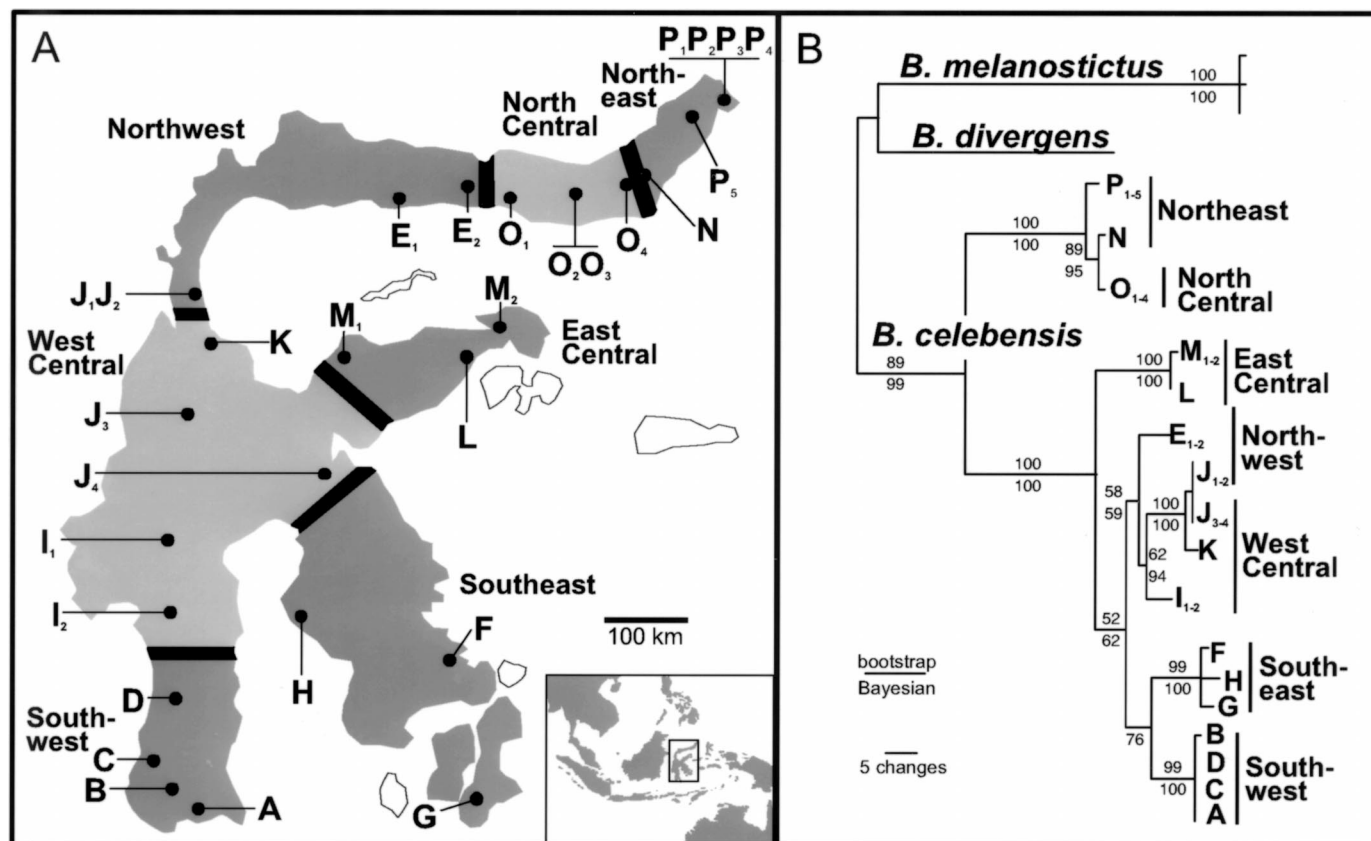 A
P₁P₂P₃P₄
North-
east
North
Central
Northwest
P₅
E₁
E₂
O₁
O₂O₃
O₄
N
J₁J₂
M₂
M₁
East
Central
West
Central
K
J₃
L
J₄
I₁
Southeast
I₂
100 km
F
H
D
South-
west
C
B
A
G
B
B. melanostictus
100
100
B. divergens
P₁₋₅
Northeast
100
100
N
89
95
O₁₋₄
North
Central
B. celebensis
89
99
M₁₋₂
100
100
L
East
Central
E₁₋₂
North-
west
J₁₋₂
100
100
58
59
100
100
J₃₋₄
K
West
Central
62
94
I₁₋₂
52
62
bootstrap
Bayesian
F
99
100
H
G
South-
east
76
5 changes
B
D
99
100
C
A
South-
west